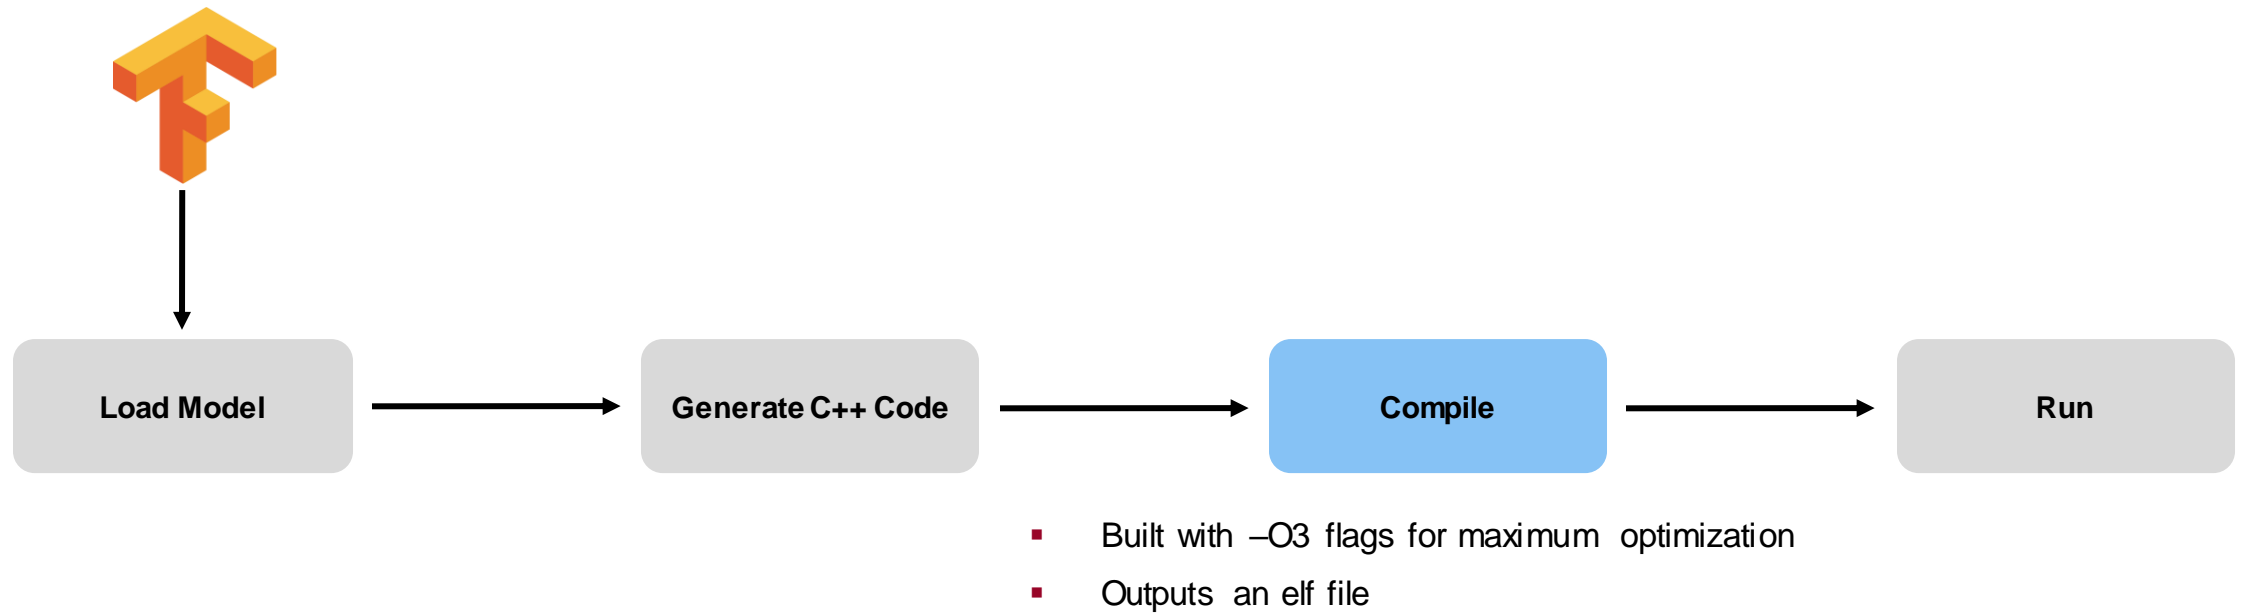 Load Model
Generate C++ Code
Compile
Run
▪ Built with –O3 flags for maximum optimization
▪ Outputs an elf file